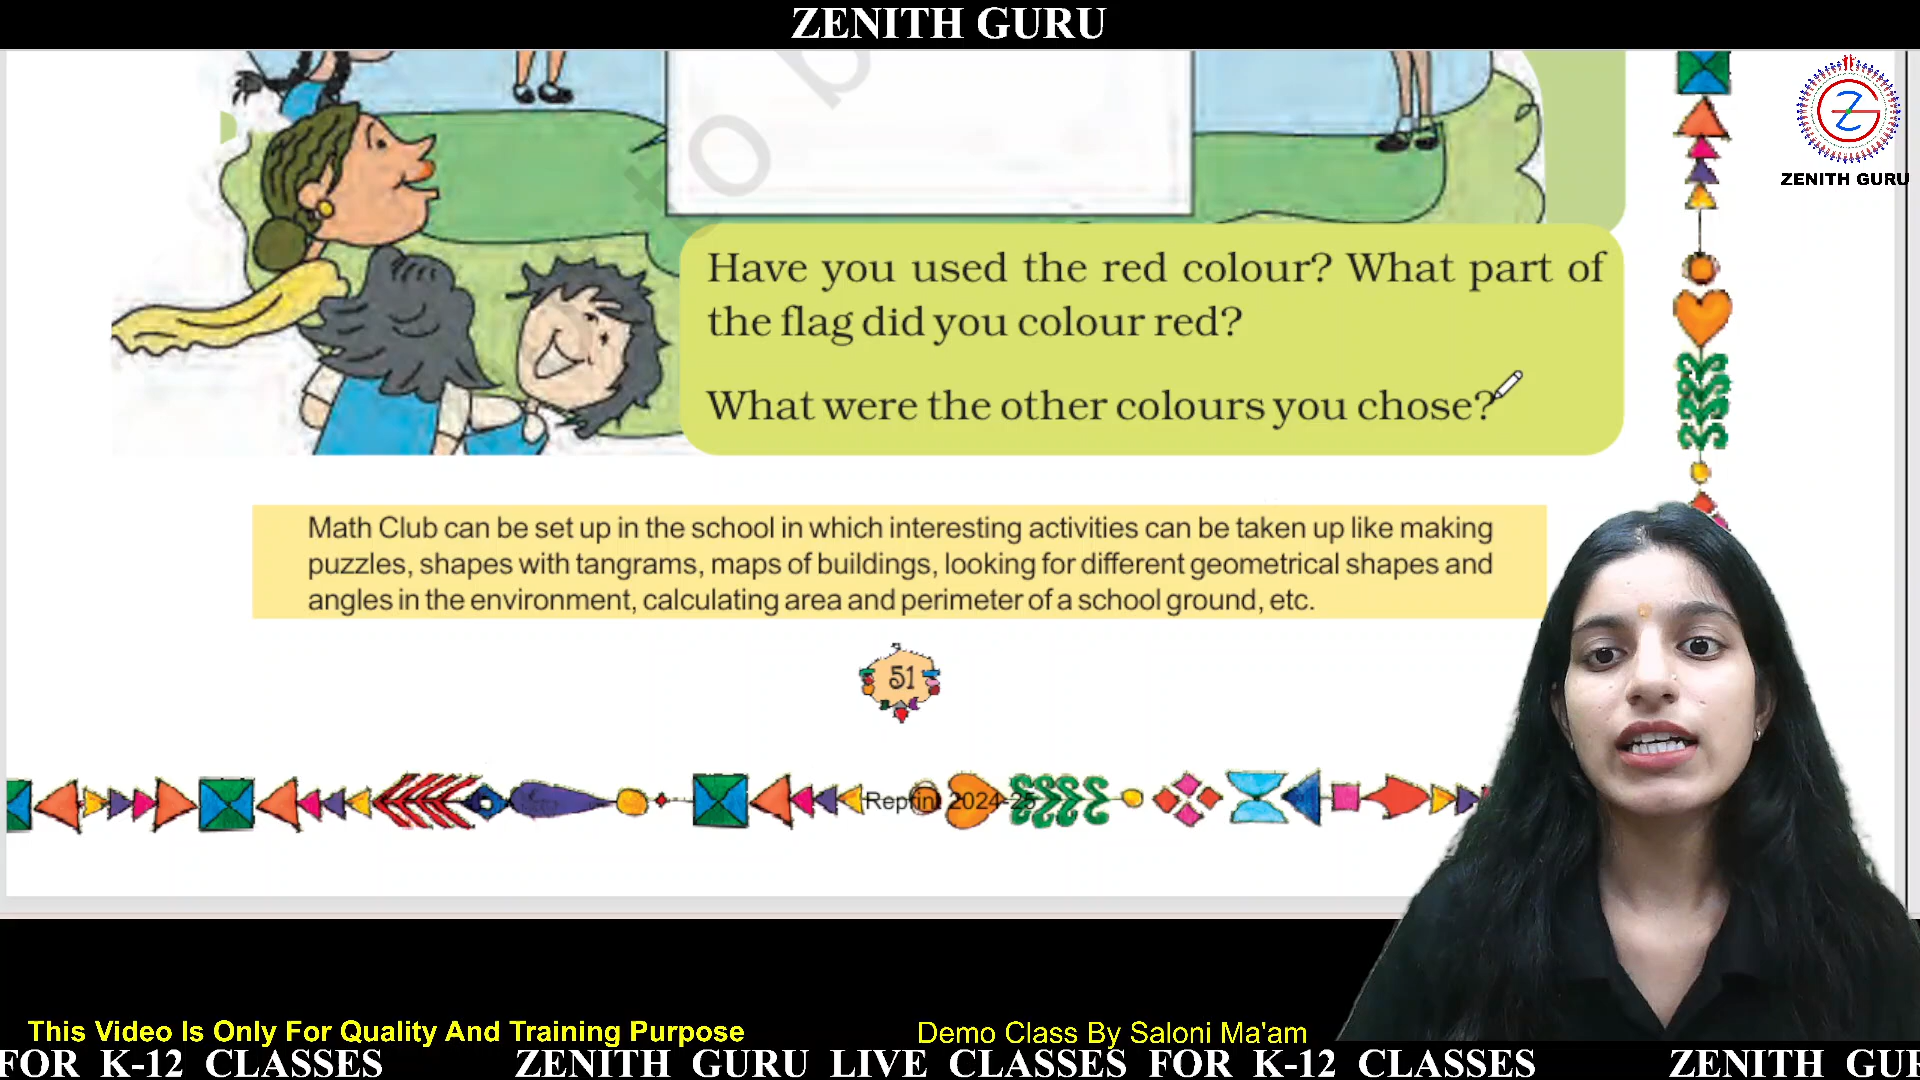 ZENITH GURU
to b
ZENITH GURU
Have you used the red colour? What part of
the flag did you colour red?
What were the other colours you chose?
Math Club can be set up in the school in which interesting activities can be taken up like making
puzzles, shapes with tangrams, maps of buildings, looking for different geometrical shapes and
angles in the environment, calculating area and perimeter of a school ground, etc.
51
Reprint 2024-25
This Video Is Only For Quality And Training Purpose
Demo Class By Saloni Ma'am
FOR K-12 CLASSES ZENITH GURU LIVE CLASSES FOR K-12 CLASSES ZENITH GUR